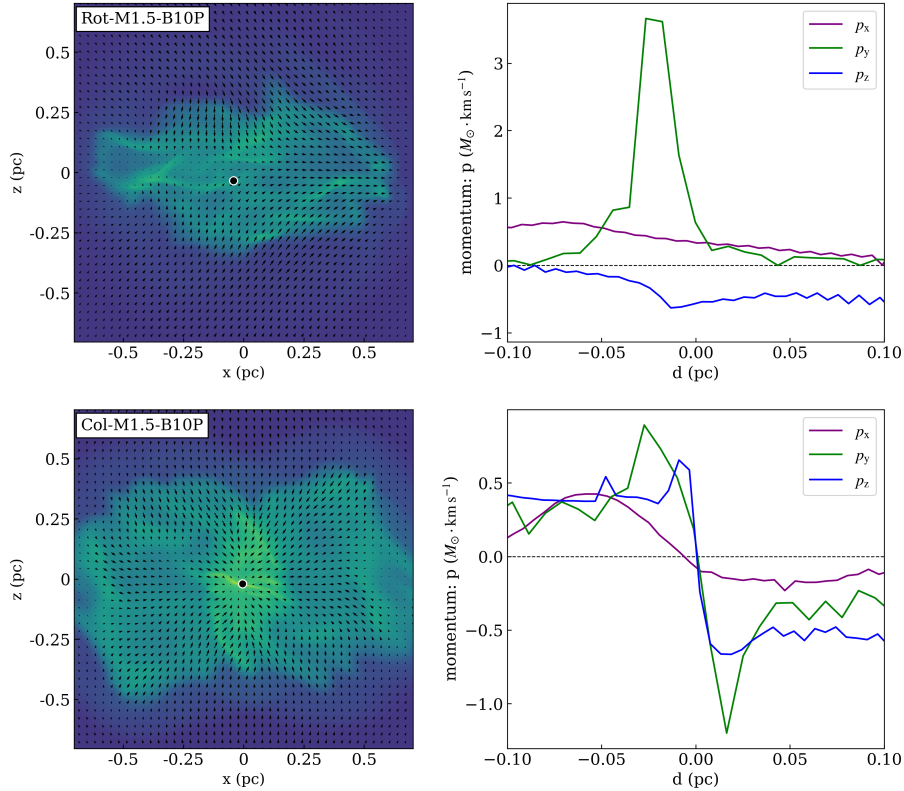 Rot-M1.5-B10P
z (pc)
0.5
0.25
0
-0.25
-0.5
-0.5
-0.25
0
0.25
0.5
x (pc)
momentum: p (M⊙ · km s⁻¹)
3
2
1
0
−1
−0.10
−0.05
0.00
0.05
0.10
d (pc)
pₓ
p_y
p_z
Col-M1.5-B10P
z (pc)
0.5
0.25
0
-0.25
-0.5
-0.5
-0.25
0
0.25
0.5
x (pc)
momentum: p (M⊙ · km s⁻¹)
0.5
0.0
−0.5
−1.0
−0.10
−0.05
0.00
0.05
0.10
d (pc)
pₓ
p_y
p_z